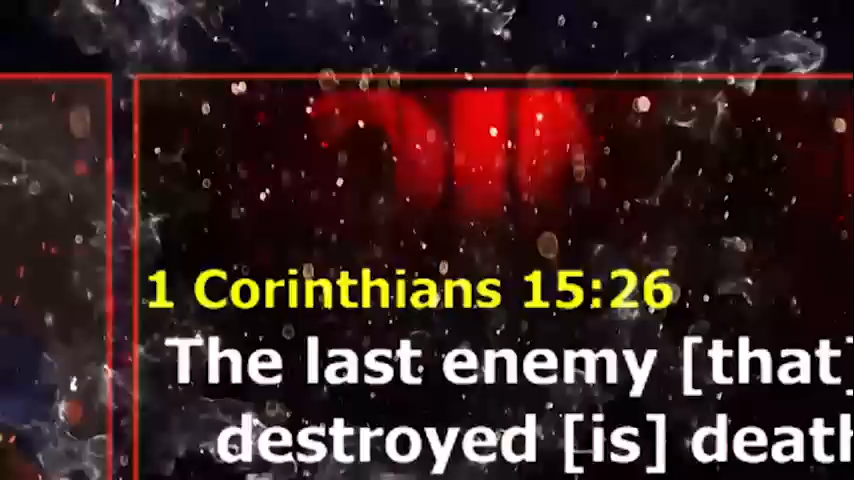 1 Corinthians 15:26
The last enemy [that]
destroyed [is] death